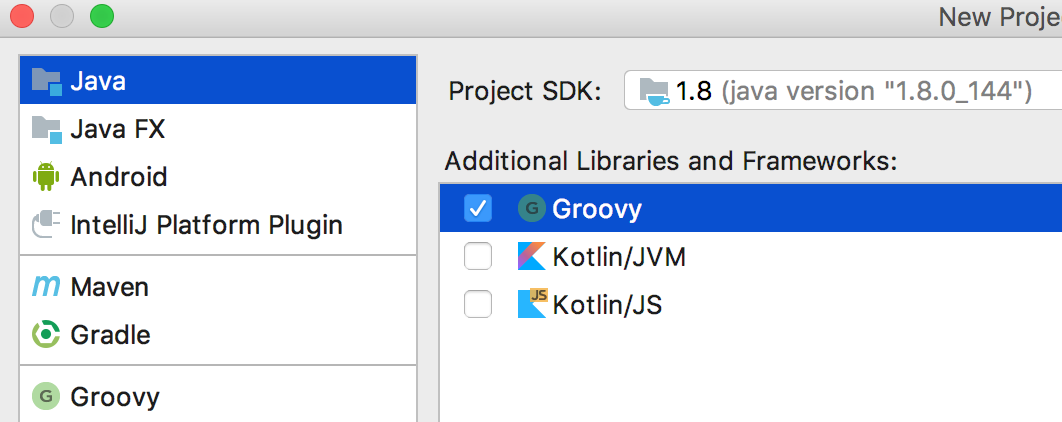 New Proje
Java
Java FX
Android
IntelliJ Platform Plugin
Maven
Gradle
G Groovy
Project SDK: 1.8 (java version "1.8.0_144")
Additional Libraries and Frameworks:
G Groovy
Kotlin/JVM
JS Kotlin/JS